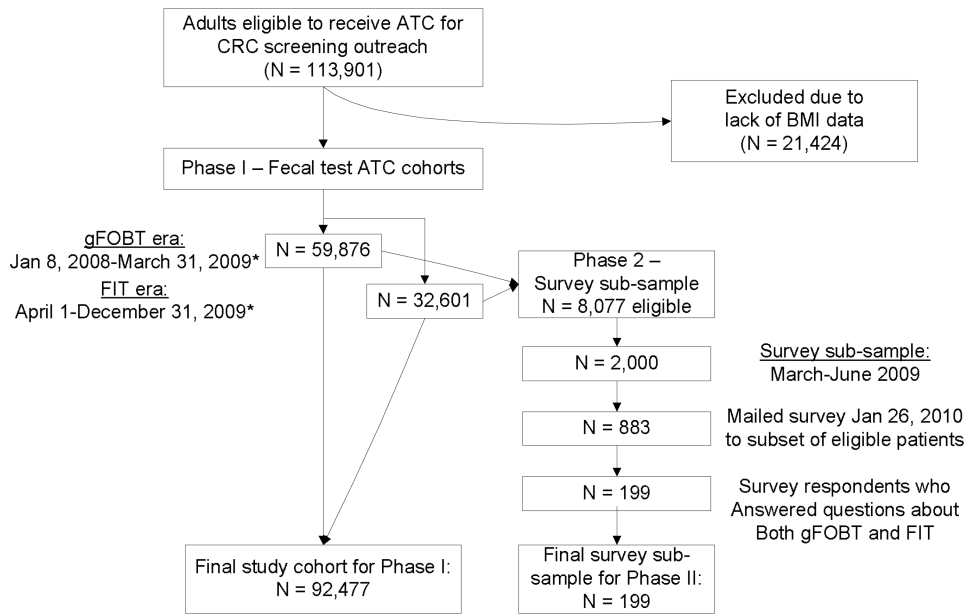 Adults eligible to receive ATC for
CRC screening outreach
(N = 113,901)
Excluded due to
lack of BMI data
(N = 21,424)
Phase I – Fecal test ATC cohorts
gFOBT era:
Jan 8, 2008-March 31, 2009*
FIT era:
April 1-December 31, 2009*
N = 59,876
N = 32,601
Phase 2 –
Survey sub-sample
N = 8,077 eligible
N = 2,000
Survey sub-sample:
March-June 2009
N = 883
Mailed survey Jan 26, 2010
to subset of eligible patients
N = 199
Survey respondents who
Answered questions about
Both gFOBT and FIT
Final study cohort for Phase I:
N = 92,477
Final survey sub-
sample for Phase II:
N = 199